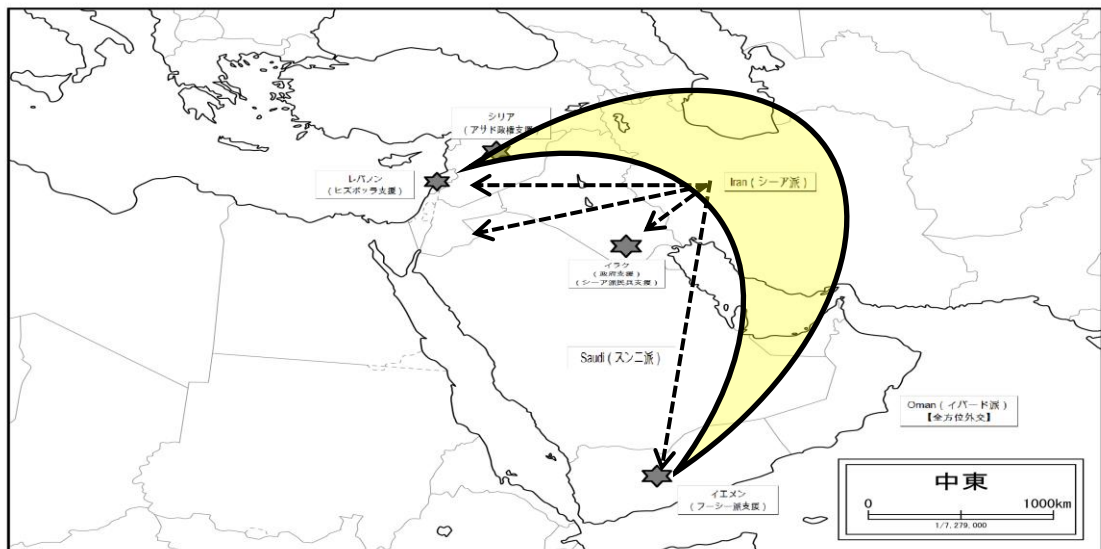 シリア
（アサド政権支援）
レバノン
（ヒズボッラ支援）
Iran（シーア派）
イラク
（政府支援）
（シーア派民兵支援）
Saudi（スンニ派）
Oman（イバード派）
【全方位外交】
イエメン
（フーシー派支援）
中東
0 1000km
1/7,279,000